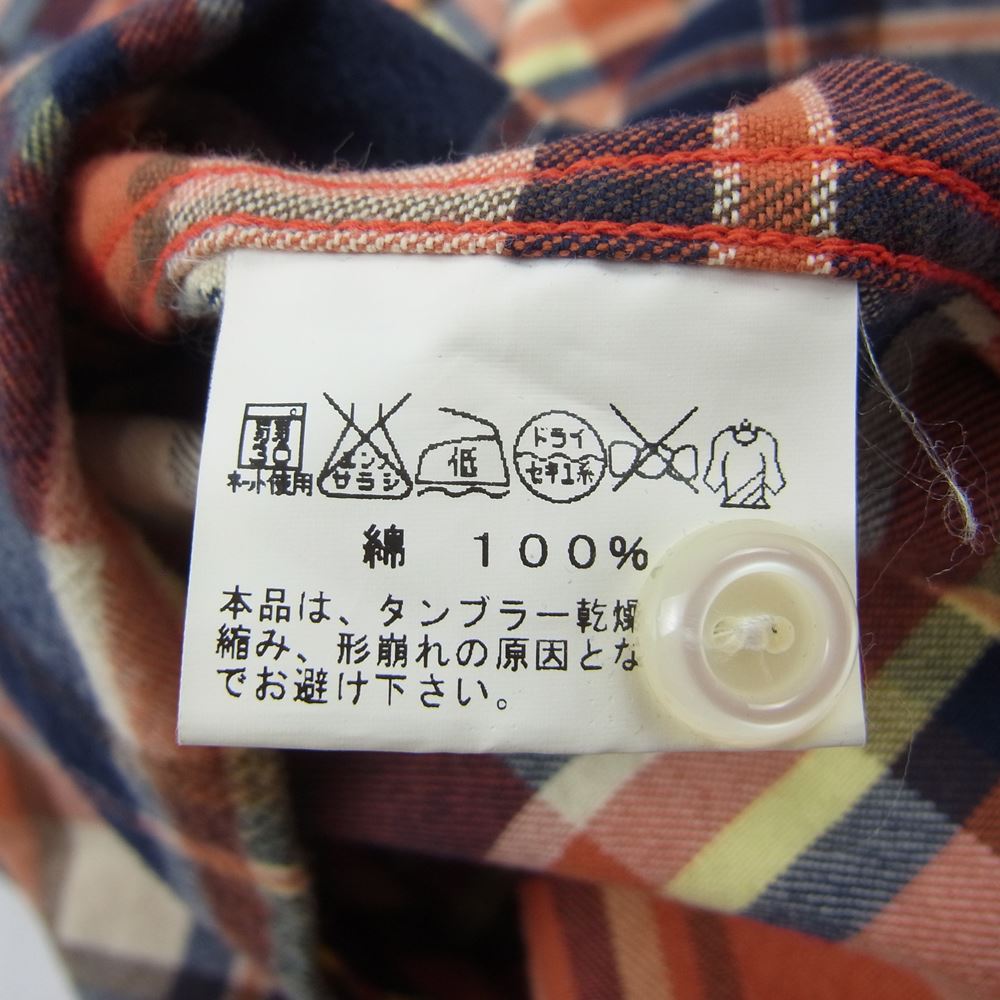 弱
30
ネット使用
エンソ
サラシ
低
ドライ
セキユ系
綿 100%
本品は、タンブラー乾燥
縮み、形崩れの原因とな
でお避け下さい。